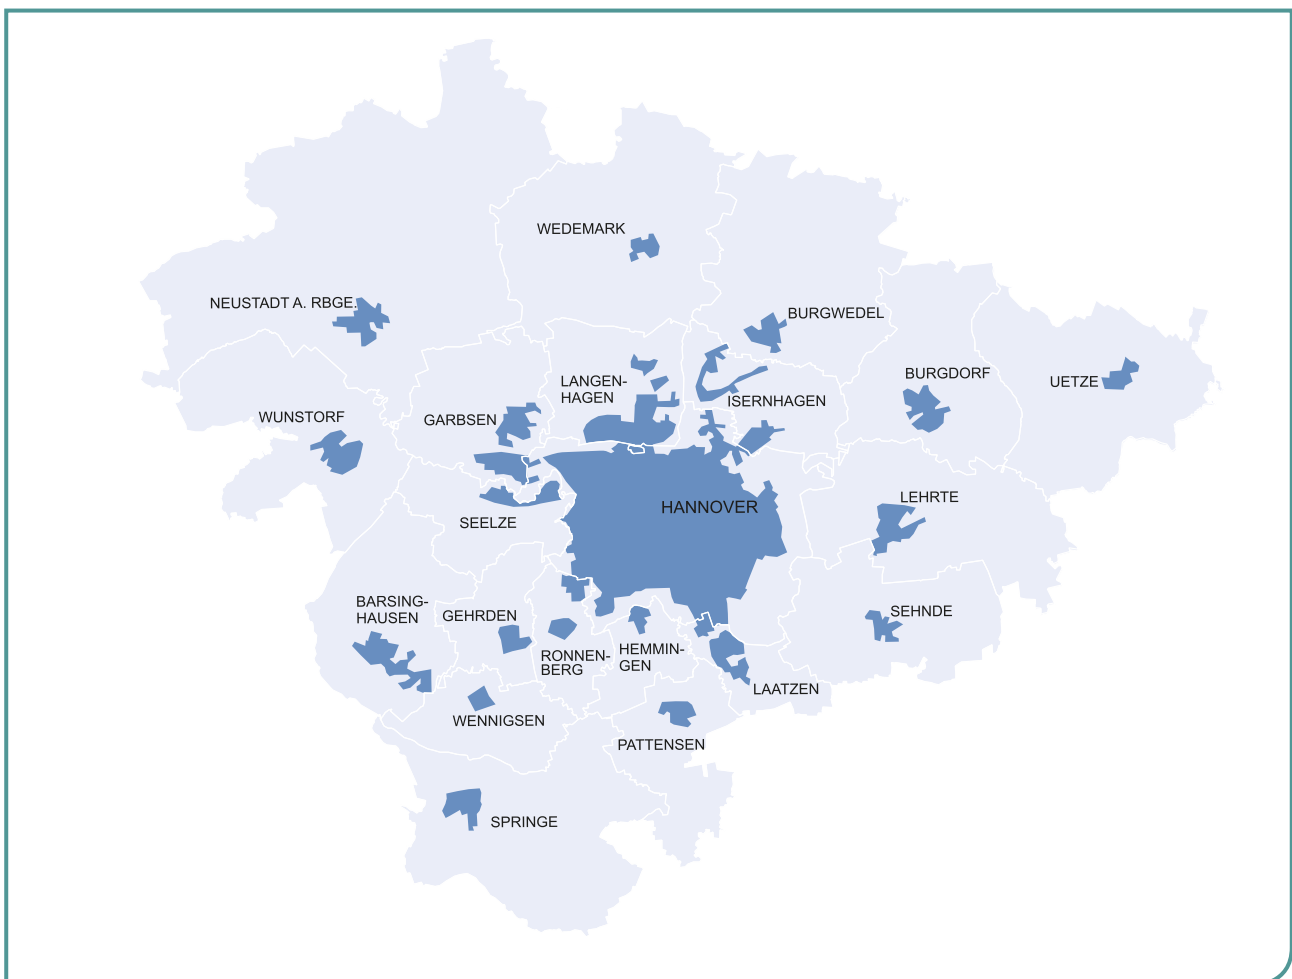 WEDEMARK
NEUSTADT A. RBGE.
BURGWEDEL
BURGDORF
UETZE
LANGEN-
HAGEN
ISERNHAGEN
WUNSTORF
GARBSEN
LEHRTE
HANNOVER
SEELZE
BARSING-
HAUSEN
GEHRDEN
SEHNDE
RONNEN-
BERG
HEMMIN-
GEN
LAATZEN
WENNIGSEN
PATTENSEN
SPRINGE